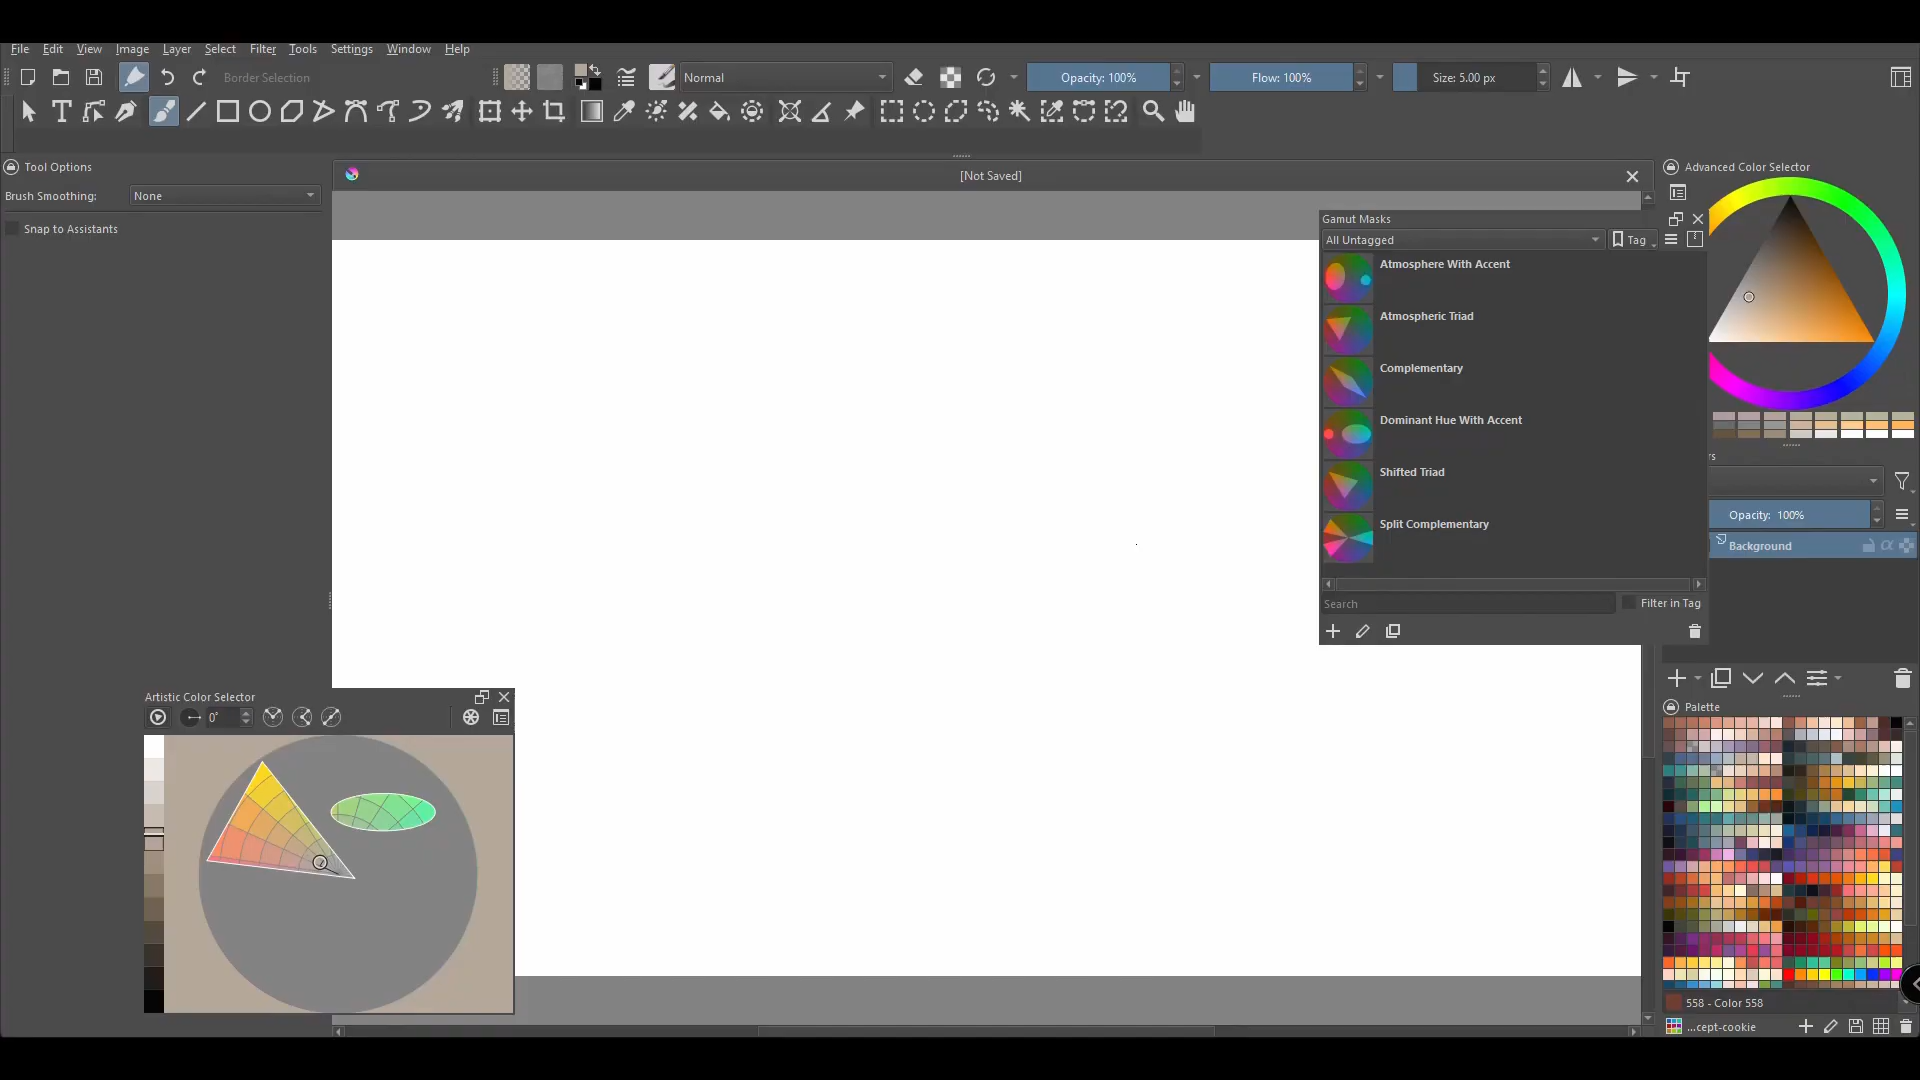 File Edit View Image Layer Select Filter Tools Settings Window Help
Border Selection
Normal
Opacity: 100%
Flow: 100%
Size: 5.00 px
Tool Options
Brush Smoothing:
None
Snap to Assistants
[Not Saved]
Gamut Masks
All Untagged
Tag
Atmosphere With Accent
Atmospheric Triad
Complementary
Dominant Hue With Accent
Shifted Triad
Split Complementary
Search
Filter in Tag
Advanced Color Selector
rs
Opacity: 100%
Background
Artistic Color Selector
0°
Palette
558 - Color 558
...cept-cookie